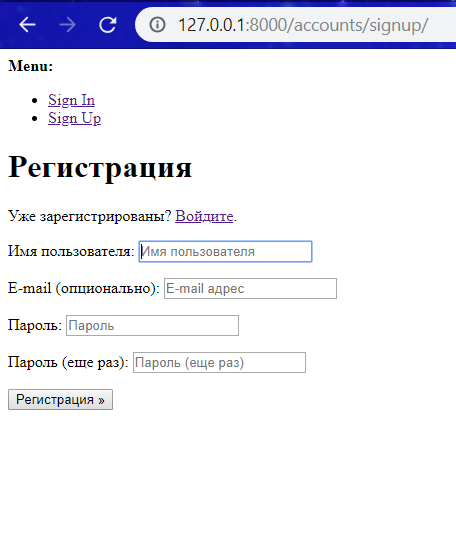 127.0.0.1:8000/accounts/signup/
Menu:
Sign In
Sign Up
Регистрация
Уже зарегистрированы? Войдите.
Имя пользователя: Имя пользователя
E-mail (опционально): E-mail адрес
Пароль: Пароль
Пароль (еще раз): Пароль (еще раз)
Регистрация »